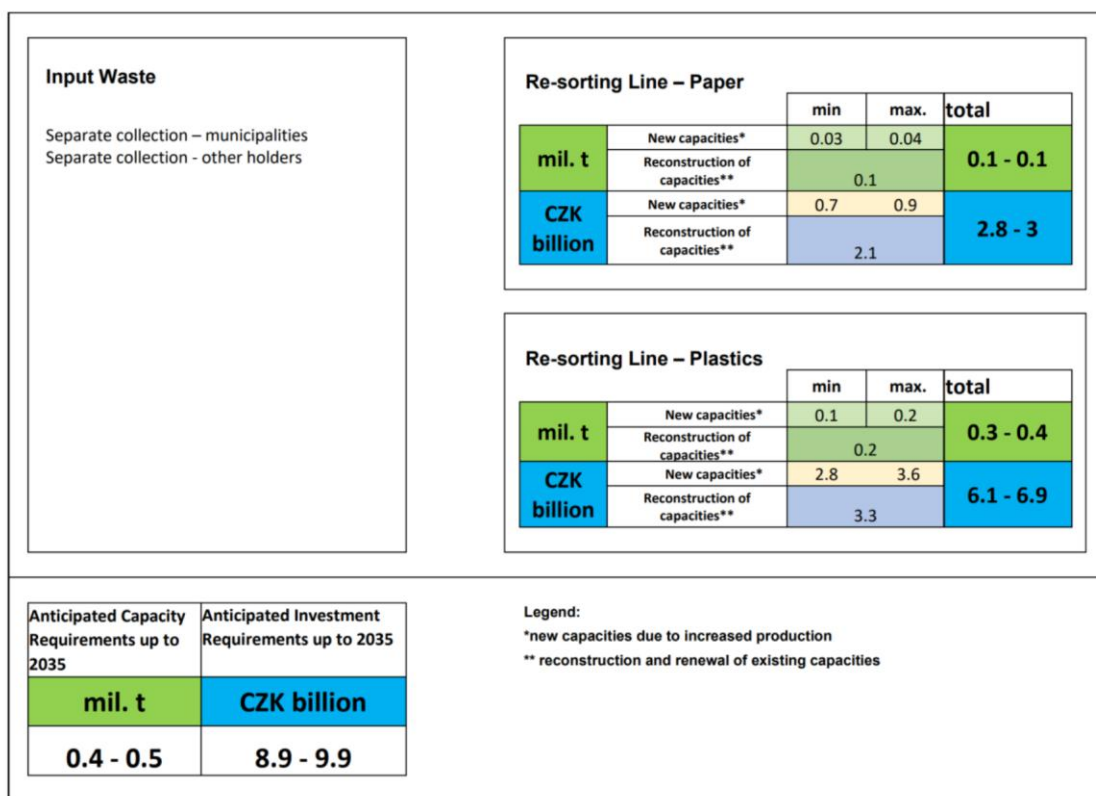 Input Waste
Separate collection – municipalities
Separate collection - other holders
Re-sorting Line – Paper
min max. total
mil. t New capacities* 0.03 0.04 0.1 - 0.1
Reconstruction of
capacities** 0.1
CZK
billion New capacities* 0.7 0.9 2.8 - 3
Reconstruction of
capacities** 2.1
Re-sorting Line – Plastics
min max. total
mil. t New capacities* 0.1 0.2 0.3 - 0.4
Reconstruction of
capacities** 0.2
CZK
billion New capacities* 2.8 3.6 6.1 - 6.9
Reconstruction of
capacities** 3.3
Anticipated Capacity
Requirements up to
2035
Anticipated Investment
Requirements up to 2035
mil. t CZK billion
0.4 - 0.5 8.9 - 9.9
Legend:
*new capacities due to increased production
** reconstruction and renewal of existing capacities